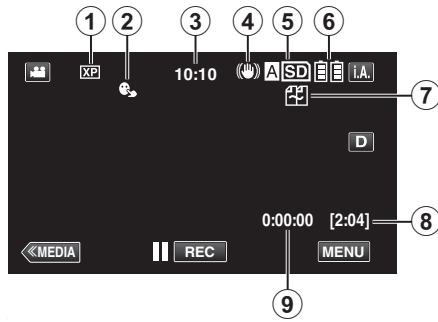 1 2 3 4 5 6
XP 10:10 A SD i.A.
7
D
0:00:00 [2:04] 8
≪MEDIA REC MENU
9